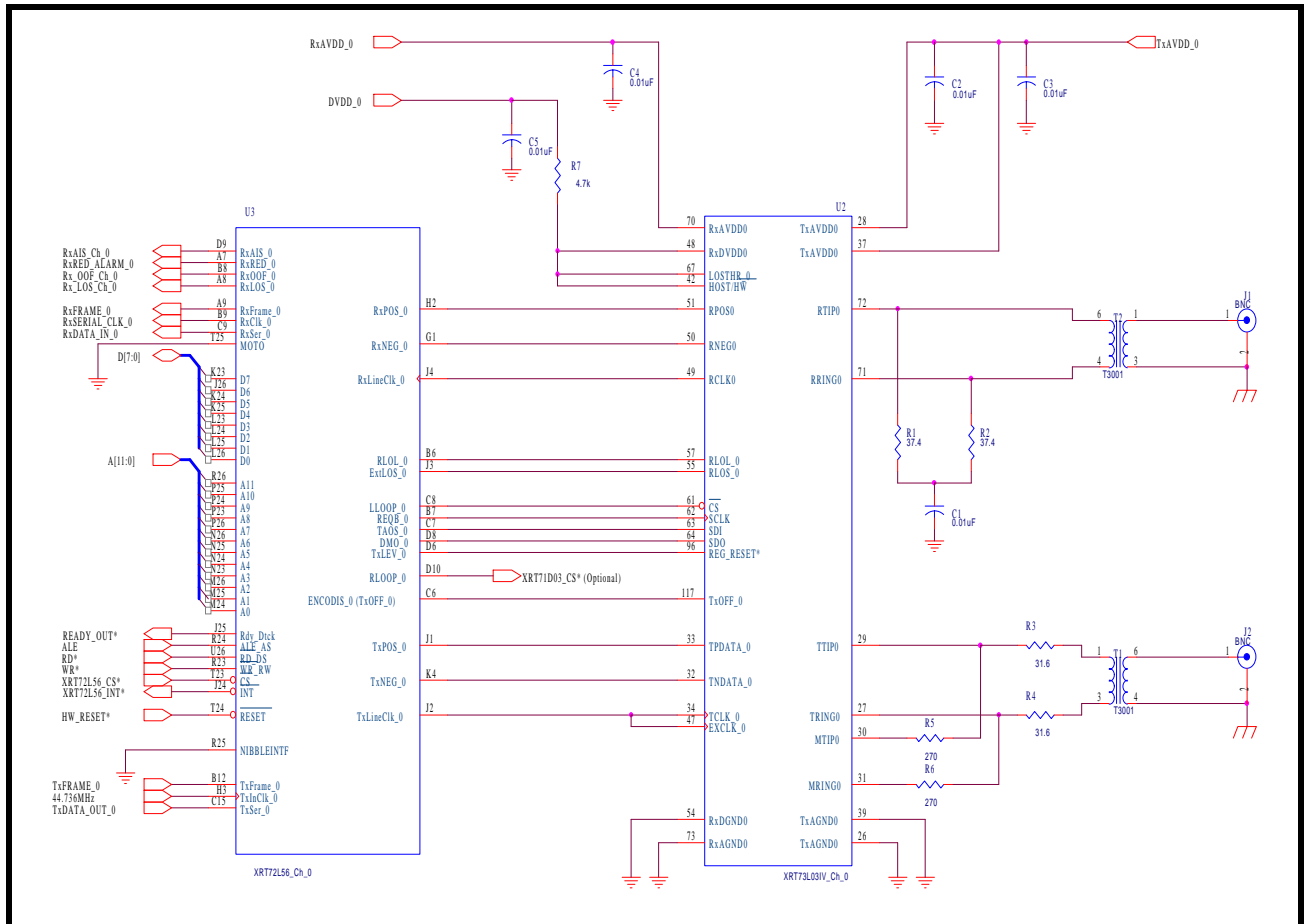 RxAVDD_0
TxAVDD_0
C4
0.01uF
C2
0.01uF
C3
0.01uF
DVDD_0
C5
0.01uF
R7
4.7k
U3
RxAIS_Ch_0
RxRED_ALARM_0
Rx_OOF_Ch_0
Rx_LOS_Ch_0
RxFRAME_0
RxSERIAL_CLK_0
RxDATA_IN_0
D[7:0]
A[11:0]
READY_OUT*
ALE
RD*
WR*
XRT72L56_CS*
XRT72L56_INT*
HW_RESET*
TxFRAME_0
44.736MHz
TxDATA_OUT_0
D9 RxAIS_0
A7 RxRED_0
B8 RxOOF_0
A8 RxLOS_0
A9 RxFrame_0
B9 RxClk_0
C9 RxSer_0
T25 MOTO
K23 D7
J26 D6
K24 D5
K25 D4
L23 D3
L24 D2
L25 D1
L26 D0
R26 A11
P25 A10
P24 A9
P23 A8
P26 A7
N26 A6
N25 A5
N24 A4
N23 A3
M26 A2
M25 A1
M24 A0
J25 Rdy_Dtck
R24 ALE_AS
U26 RD_DS
R23 WR_RW
T23 CS
J24 INT
T24 RESET
R25 NIBBLEINTF
B12 TxFrame_0
H3 TxInClk_0
C15 TxSer_0
RxPOS_0 H2
RxNEG_0 G1
RxLineClk_0 J4
RLOL_0 B6
ExtLOS_0 J3
LLOOP_0 C8
REQB_0 B7
TAOS_0 C7
DMO_0 D8
TxLEV_0 D6
RLOOP_0 D10
XRT71D03_CS* (Optional)
ENCODIS_0 (TxOFF_0) C6
TxPOS_0 J1
TxNEG_0 K4
TxLineClk_0 J2
XRT72L56_Ch_0
U2
70 RxAVDD0
48 RxDVDD0
67 LOSTHR_0
42 HOST/HW
51 RPOS0
50 RNEG0
49 RCLK0
57 RLOL_0
55 RLOS_0
61 CS
62 SCLK
63 SDI
64 SDO
96 REG_RESET*
117 TxOFF_0
33 TPDATA_0
32 TNDATA_0
34 TCLK_0
47 EXCLK_0
54 RxDGND0
73 RxAGND0
TxAVDD0 28
TxAVDD0 37
RTIP0 72
RRING0 71
TTIP0 29
TRING0 27
MTIP0 30
MRING0 31
TxAGND0 39
TxAGND0 26
XRT73L03IV_Ch_0
R1
37.4
R2
37.4
C1
0.01uF
T2
6 1
4 3
T3001
J1
BNC
1
2
R3
31.6
R4
31.6
R5
270
R6
270
T1
1 6
3 4
T3001
J2
BNC
1
2